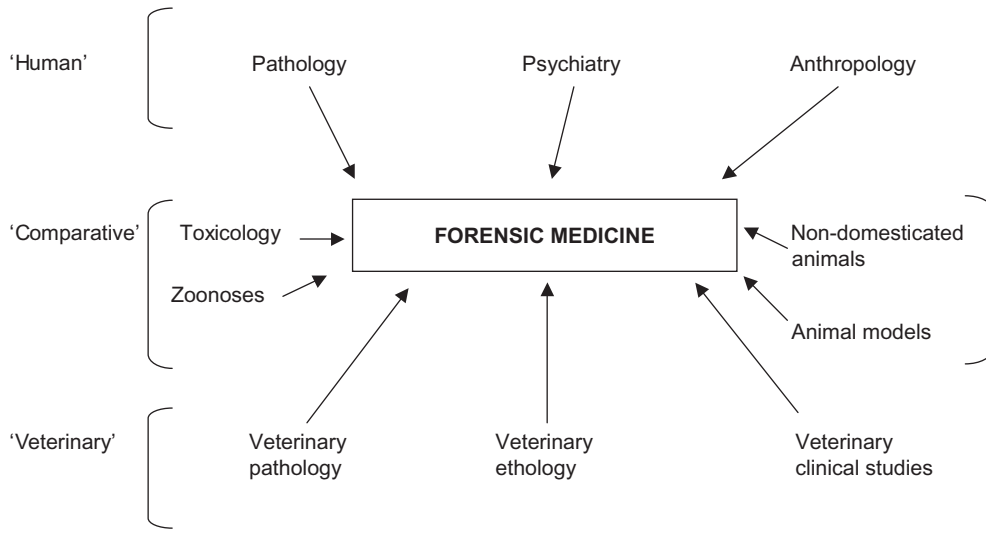 ‘Human’
Pathology
Psychiatry
Anthropology
‘Comparative’
Toxicology
FORENSIC MEDICINE
Non-domesticated
animals
Zoonoses
Animal models
‘Veterinary’
Veterinary
pathology
Veterinary
ethology
Veterinary
clinical studies